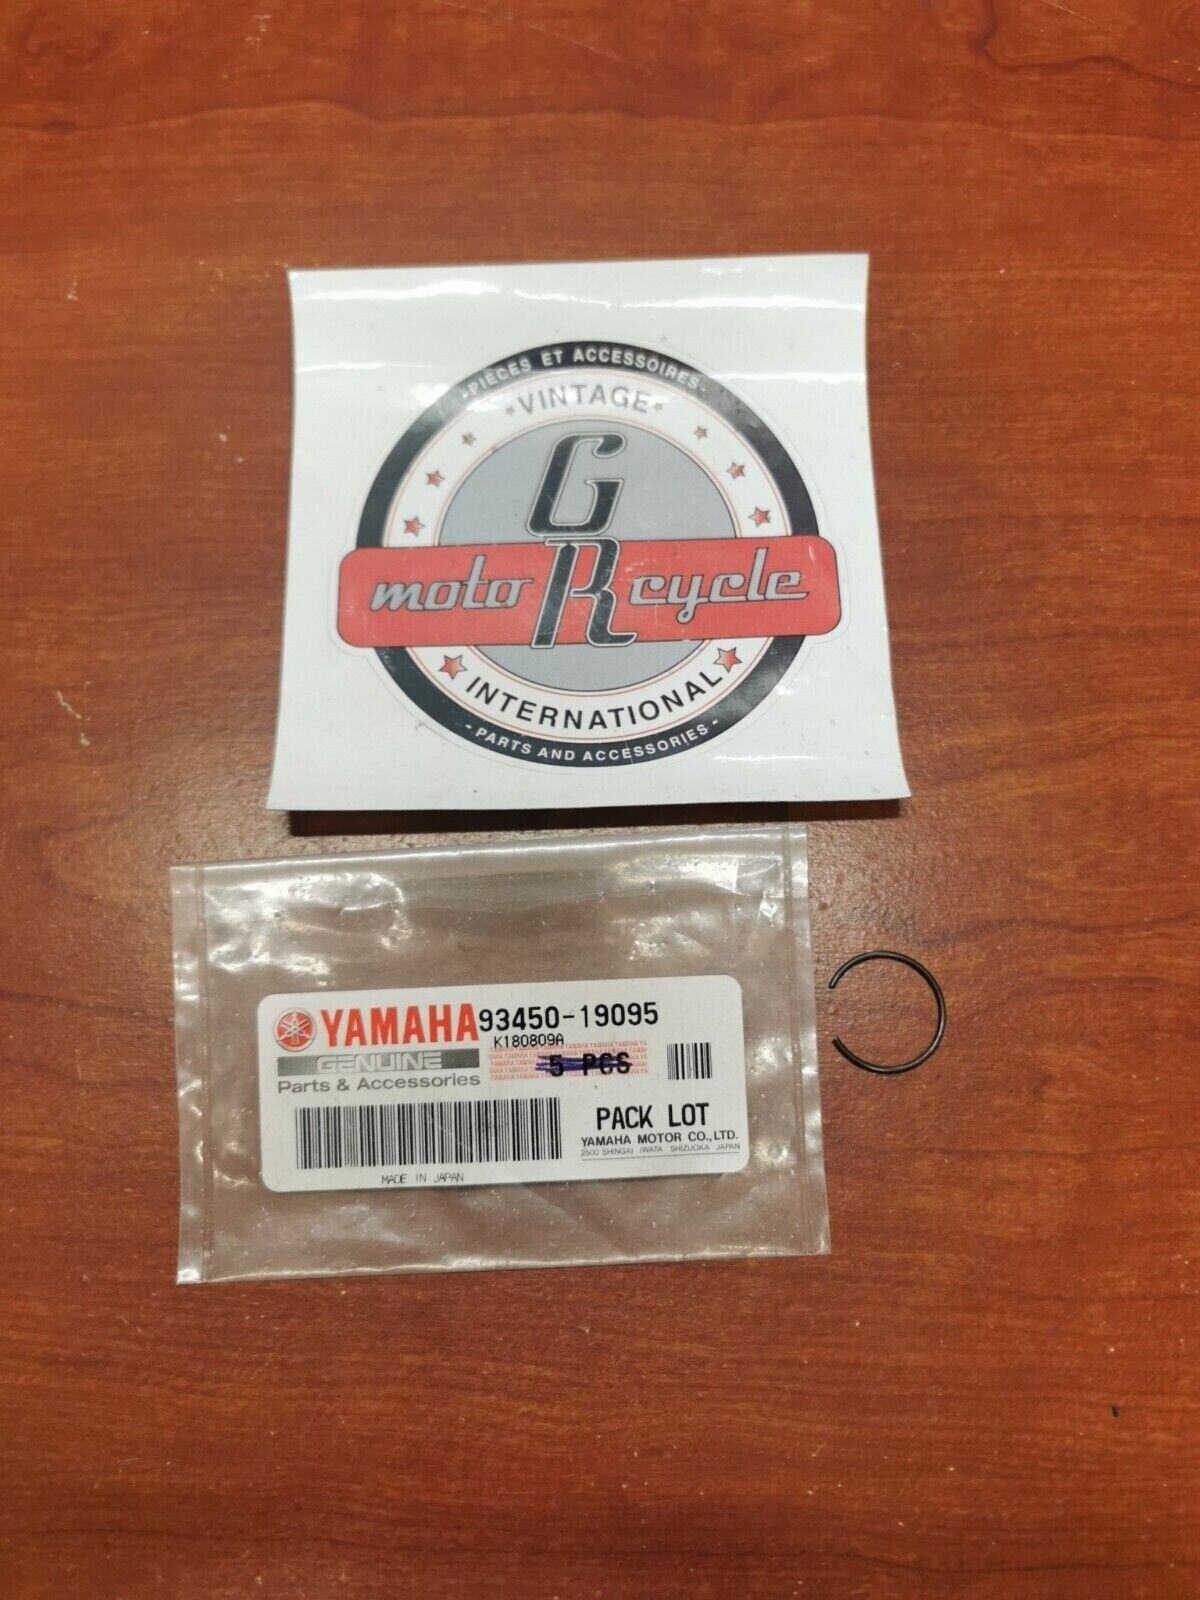 -PIÈCES ET ACCESSOIRES-
VINTAGE
GR
moto cycle
INTERNATIONAL
- PARTS AND ACCESSORIES -
YAMAHA 93450-19095
K180809A
GENUINE
5 PCS
Parts & Accessories
PACK LOT
YAMAHA MOTOR CO.,LTD.
2500 SHINGAI IWATA SHIZUOKA JAPAN
MADE IN JAPAN